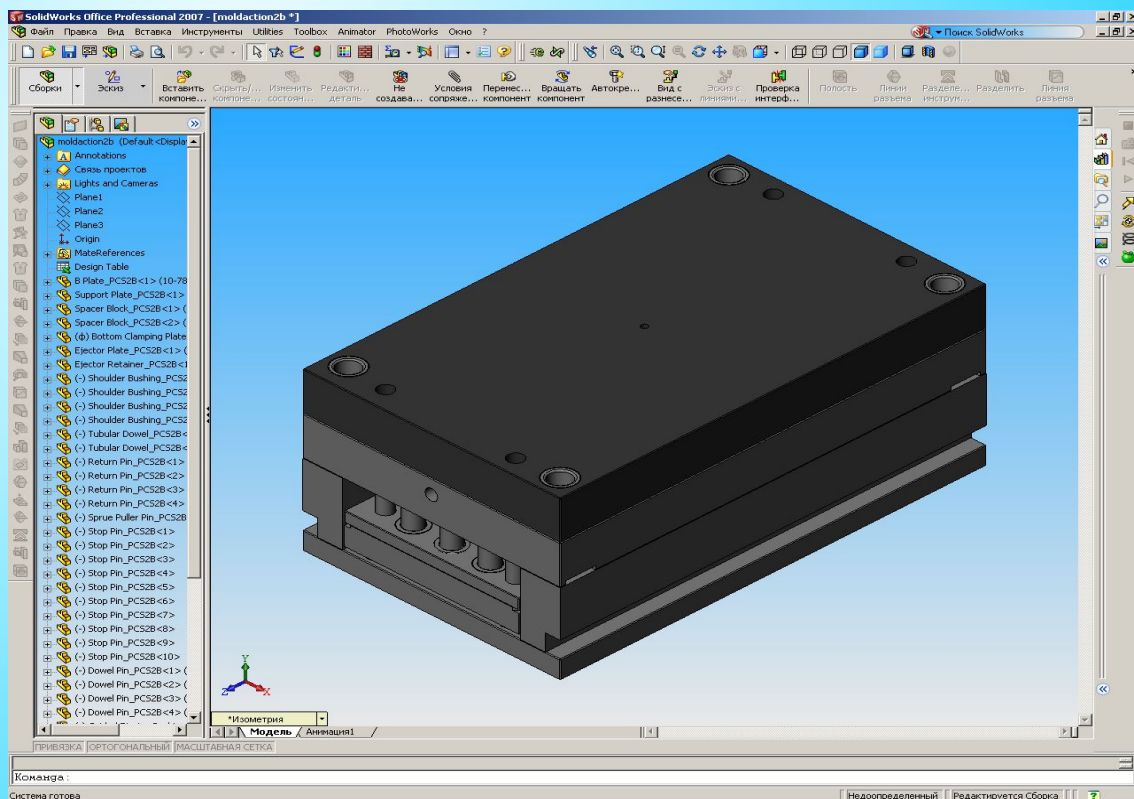 SolidWorks Office Professional 2007 - [moldaction2b *]
Файл Правка Вид Вставка Инструменты Utilities Toolbox Animator PhotoWorks Окно ?
Поиск SolidWorks
Сборки Эскиз Вставить компоне... Скрыть/... компоне... Изменить состоян... Редакти... деталь Не создава... Условия сопряже... Перемес... компонент Вращать компонент Автокре... Вид с разнесе... Эскиз с линиями... Проверка интерф... Полость Линии разъема Разделе... инструм... Разделить Линия разъема
moldaction2b (Default<Displa
Annotations
Связь проектов
Lights and Cameras
Plane1
Plane2
Plane3
Origin
MateReferences
Design Table
B Plate_PCS2B<1> (10-78
Support Plate_PCS2B<1>
Spacer Block_PCS2B<1> (
Spacer Block_PCS2B<2> (
(ф) Bottom Clamping Plate
Ejector Plate_PCS2B<1> (
Ejector Retainer_PCS2B<1
(-) Shoulder Bushing_PCS2
(-) Shoulder Bushing_PCS2
(-) Shoulder Bushing_PCS2
(-) Shoulder Bushing_PCS2
(-) Tubular Dowel_PCS2B<
(-) Tubular Dowel_PCS2B<
(-) Return Pin_PCS2B<1>
(-) Return Pin_PCS2B<2>
(-) Return Pin_PCS2B<3>
(-) Return Pin_PCS2B<4>
(-) Sprue Puller Pin_PCS2B
(-) Stop Pin_PCS2B<1>
(-) Stop Pin_PCS2B<2>
(-) Stop Pin_PCS2B<3>
(-) Stop Pin_PCS2B<4>
(-) Stop Pin_PCS2B<5>
(-) Stop Pin_PCS2B<6>
(-) Stop Pin_PCS2B<7>
(-) Stop Pin_PCS2B<8>
(-) Stop Pin_PCS2B<9>
(-) Stop Pin_PCS2B<10>
(-) Dowel Pin_PCS2B<1> (
(-) Dowel Pin_PCS2B<2> (
(-) Dowel Pin_PCS2B<3> (
(-) Dowel Pin_PCS2B<4> (
Y
Z X
*Изометрия
Модель Анимация1
ПРИВЯЗКА ОРТОГОНАЛЬНЫЙ МАСШТАБНАЯ СЕТКА
Команда:
Система готова Недоопределенный Редактируется Сборка ?